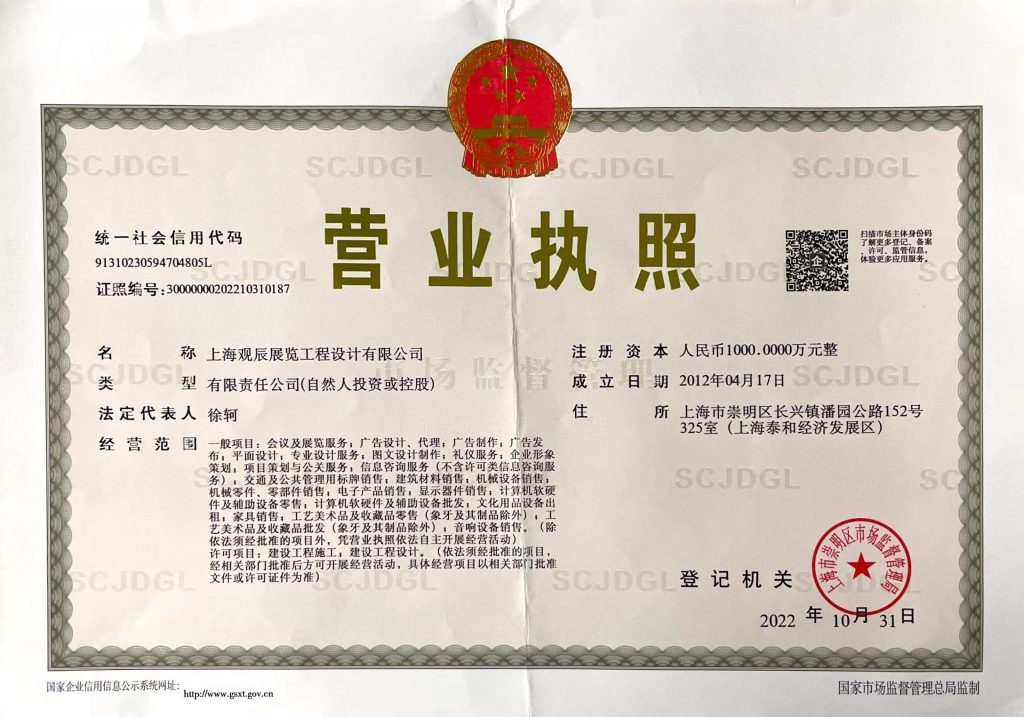 营业执照
统一社会信用代码
91310230594704805L
证照编号:30000000202210310187
扫描市场主体身份码
了解更多登记、备案
、许可、监管信息,
体验更多应用服务。
名称 上海观辰展览工程设计有限公司
类型 有限责任公司(自然人投资或控股)
法定代表人 徐轲
经营范围 一般项目:会议及展览服务;广告设计、代理;广告制作;广告发
布;平面设计;专业设计服务;图文设计制作;礼仪服务;企业形象
策划;项目策划与公关服务;信息咨询服务(不含许可类信息咨询服
务);交通及公共管理用标牌销售;建筑材料销售;机械设备销售;
机械零件、零部件销售;电子产品销售;显示器件销售;计算机软硬
件及辅助设备零售;计算机软硬件及辅助设备批发;文化用品设备出
租;家具销售;工艺美术品及收藏品零售(象牙及其制品除外);工
艺美术品及收藏品批发(象牙及其制品除外);音响设备销售。(除
依法须经批准的项目外,凭营业执照依法自主开展经营活动)
许可项目:建设工程施工;建设工程设计。(依法须经批准的项目,
经相关部门批准后方可开展经营活动,具体经营项目以相关部门批准
文件或许可证件为准)
注册资本 人民币1000.0000万元整
成立日期 2012年04月17日
住所 上海市崇明区长兴镇潘园公路152号
325室(上海泰和经济发展区)
登记机关
上海市崇明区市场监督管理局
2022年10月31日
国家企业信用信息公示系统网址:
http://www.gsxt.gov.cn
国家市场监督管理总局监制
SCJDGL
市场监督管理